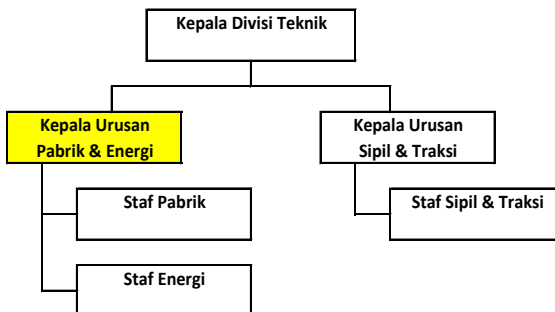 Kepala Divisi Teknik
Kepala Urusan
Pabrik & Energi
Kepala Urusan
Sipil & Traksi
Staf Pabrik
Staf Sipil & Traksi
Staf Energi